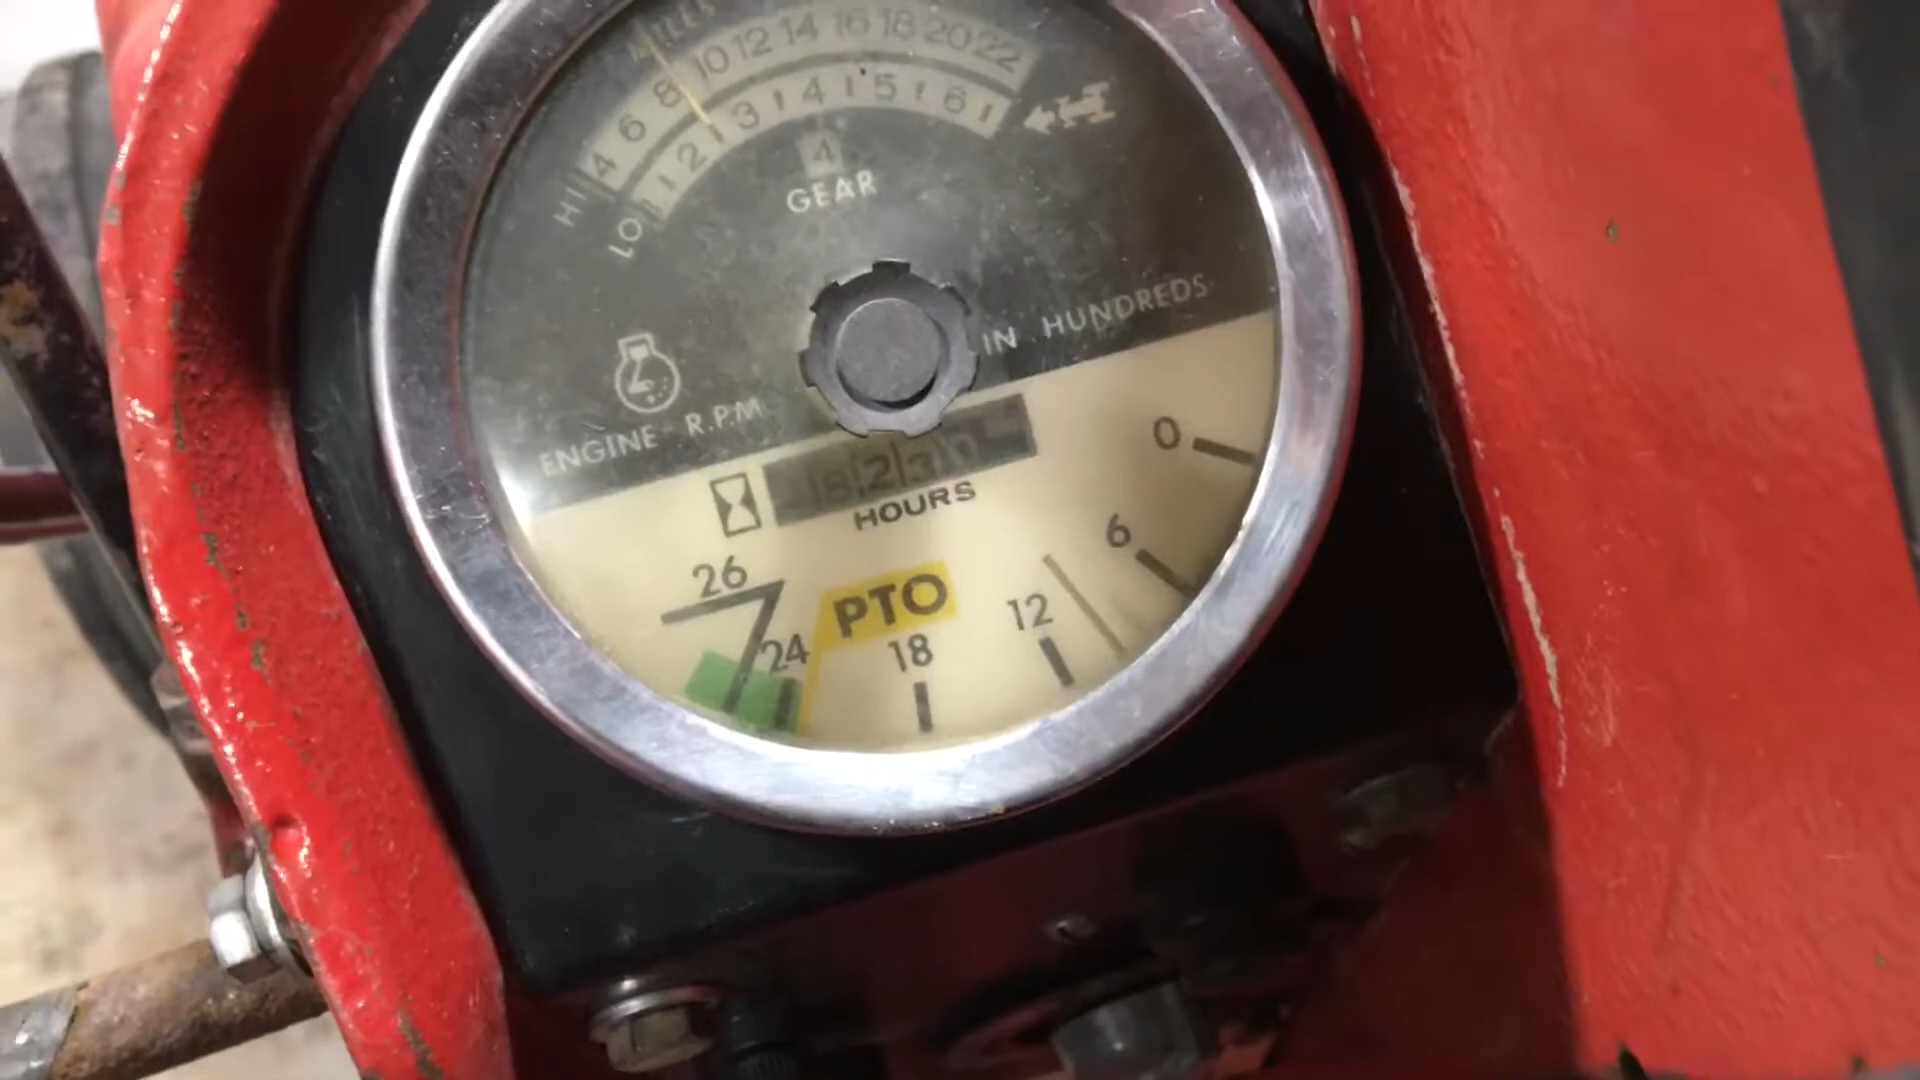 MILES
10 12 14 16 18 20 22
HI 4 6 8
LO 1 2 3 4 5 6
4
GEAR
ENGINE R.P.M. IN HUNDREDS
8230
HOURS
0
6
12
18
24
26
PTO